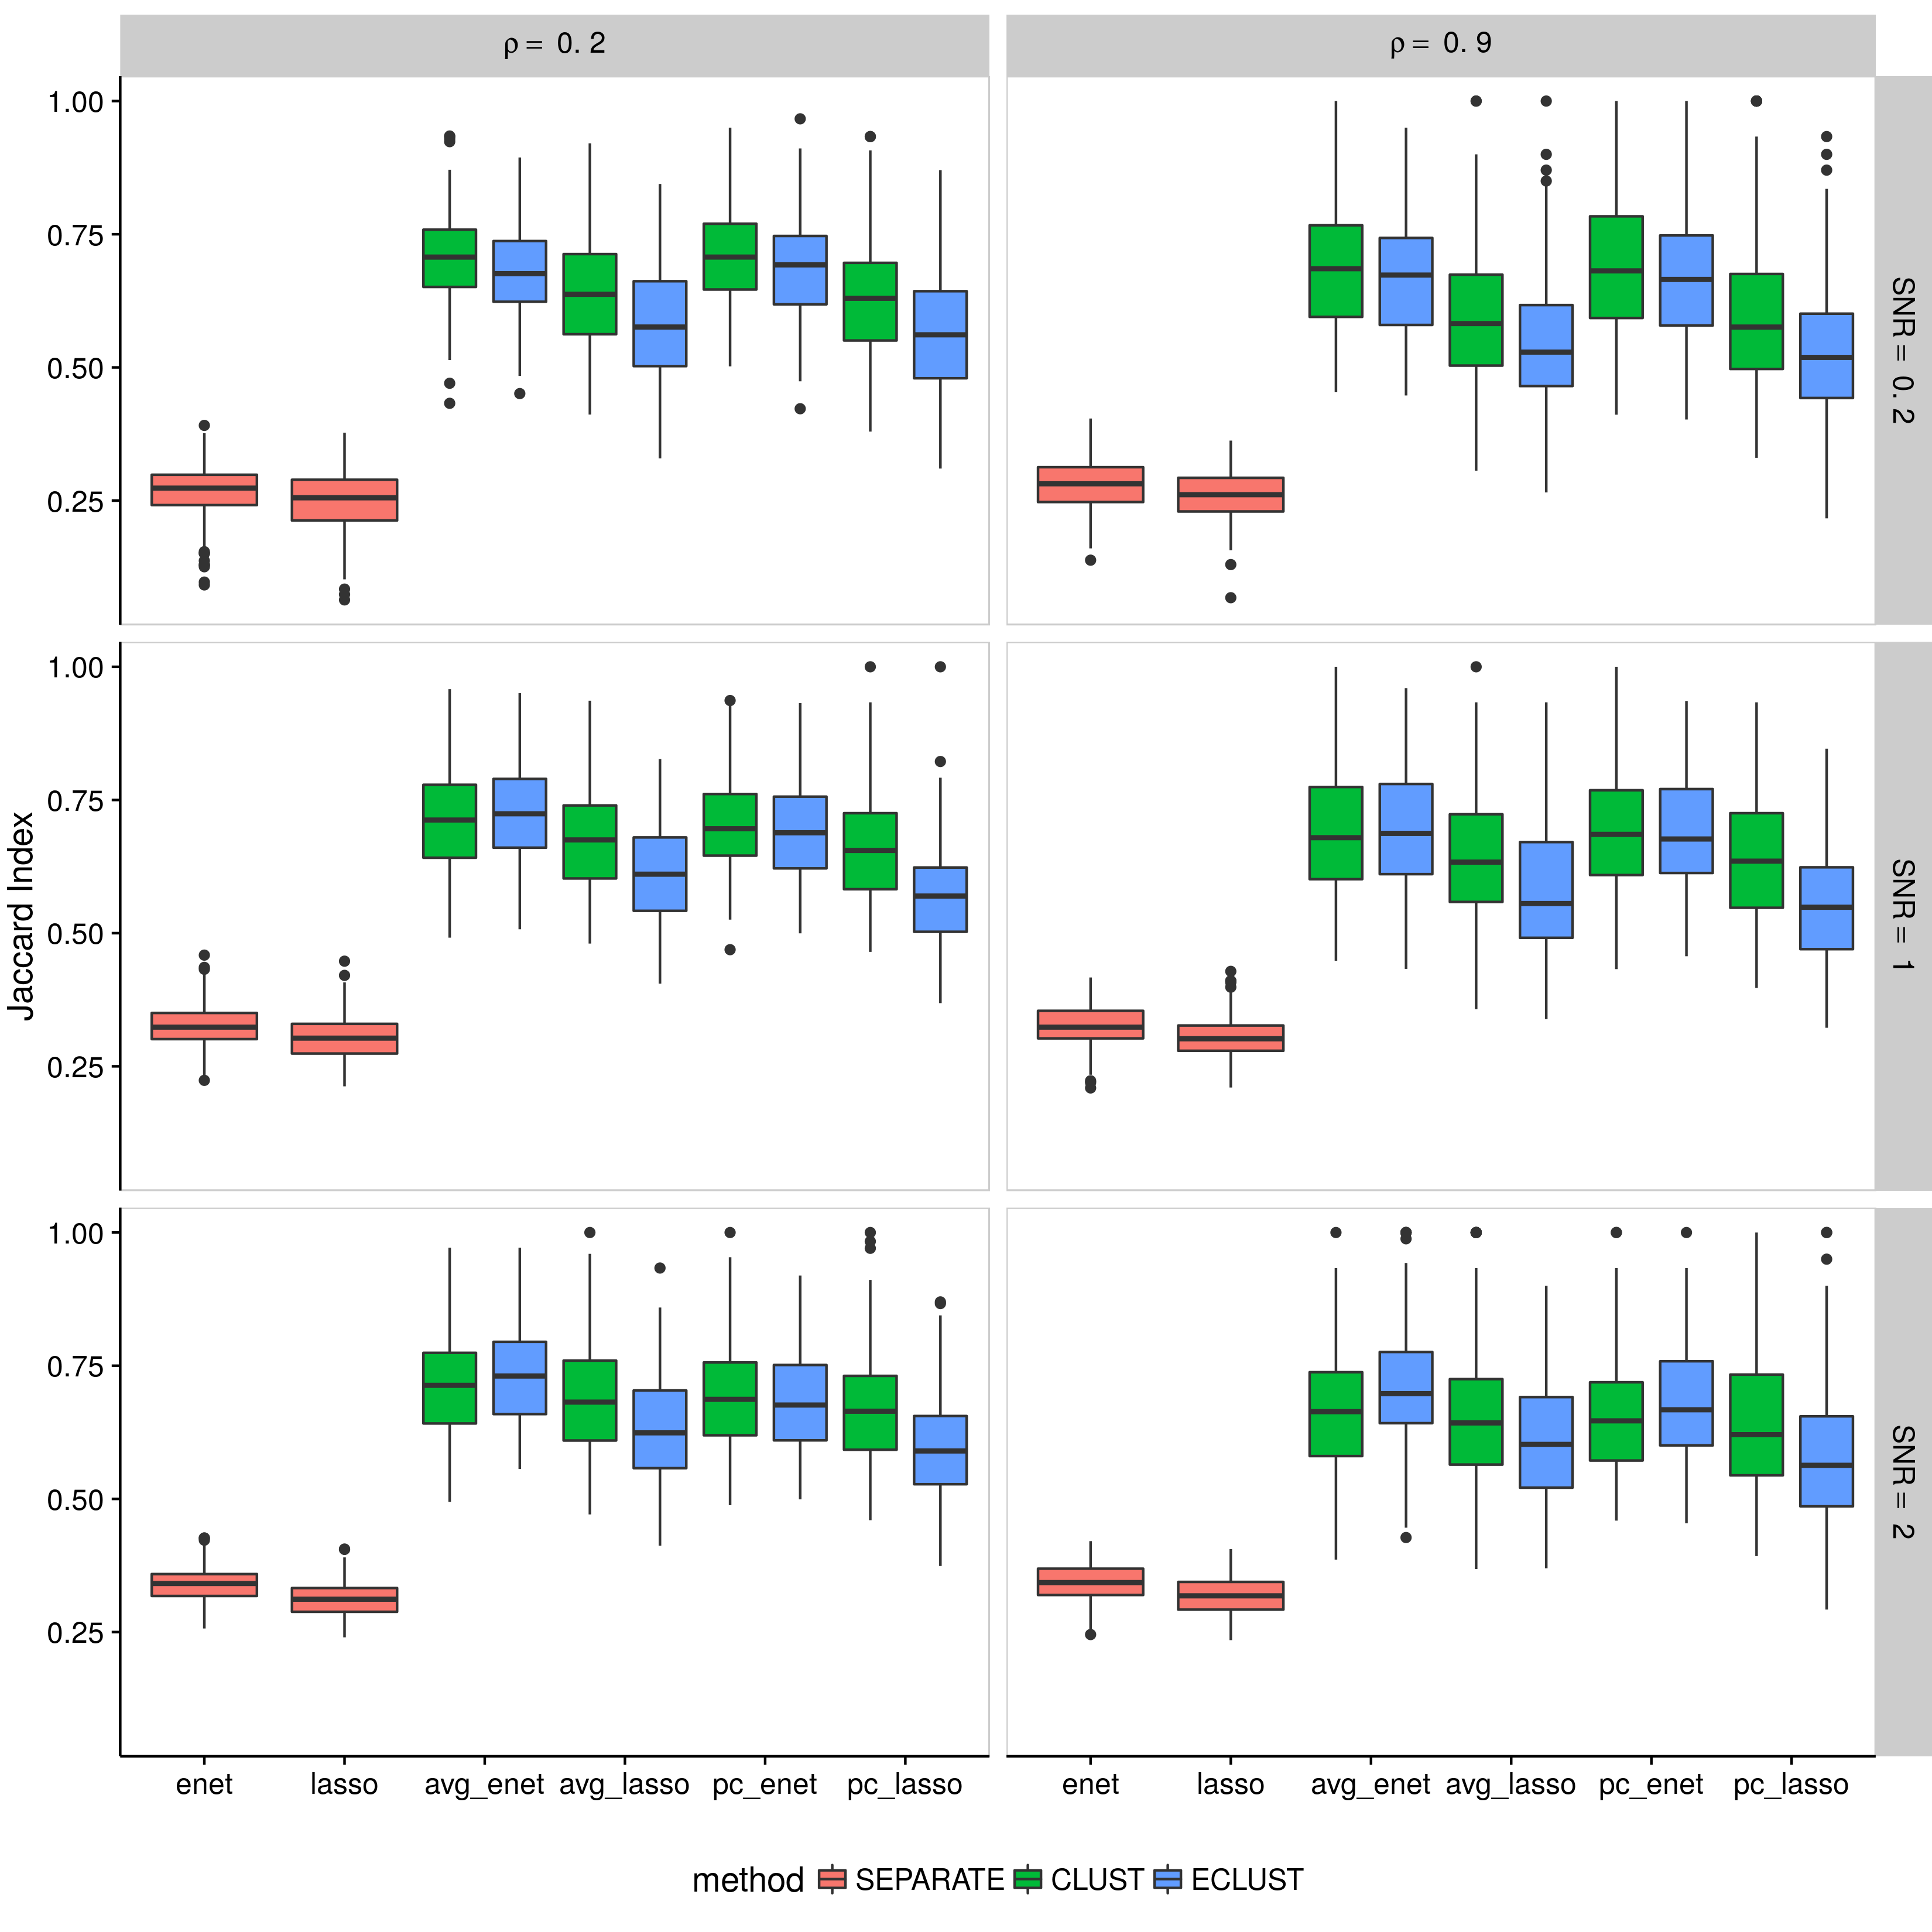 ρ = 0. 2
ρ = 0. 9
1.00
0.75
0.50
0.25
SNR = 0. 2
Jaccard Index
1.00
0.75
0.50
0.25
SNR = 1
1.00
0.75
0.50
0.25
SNR = 2
enet lasso avg_enet avg_lasso pc_enet pc_lasso
enet lasso avg_enet avg_lasso pc_enet pc_lasso
method SEPARATE CLUST ECLUST